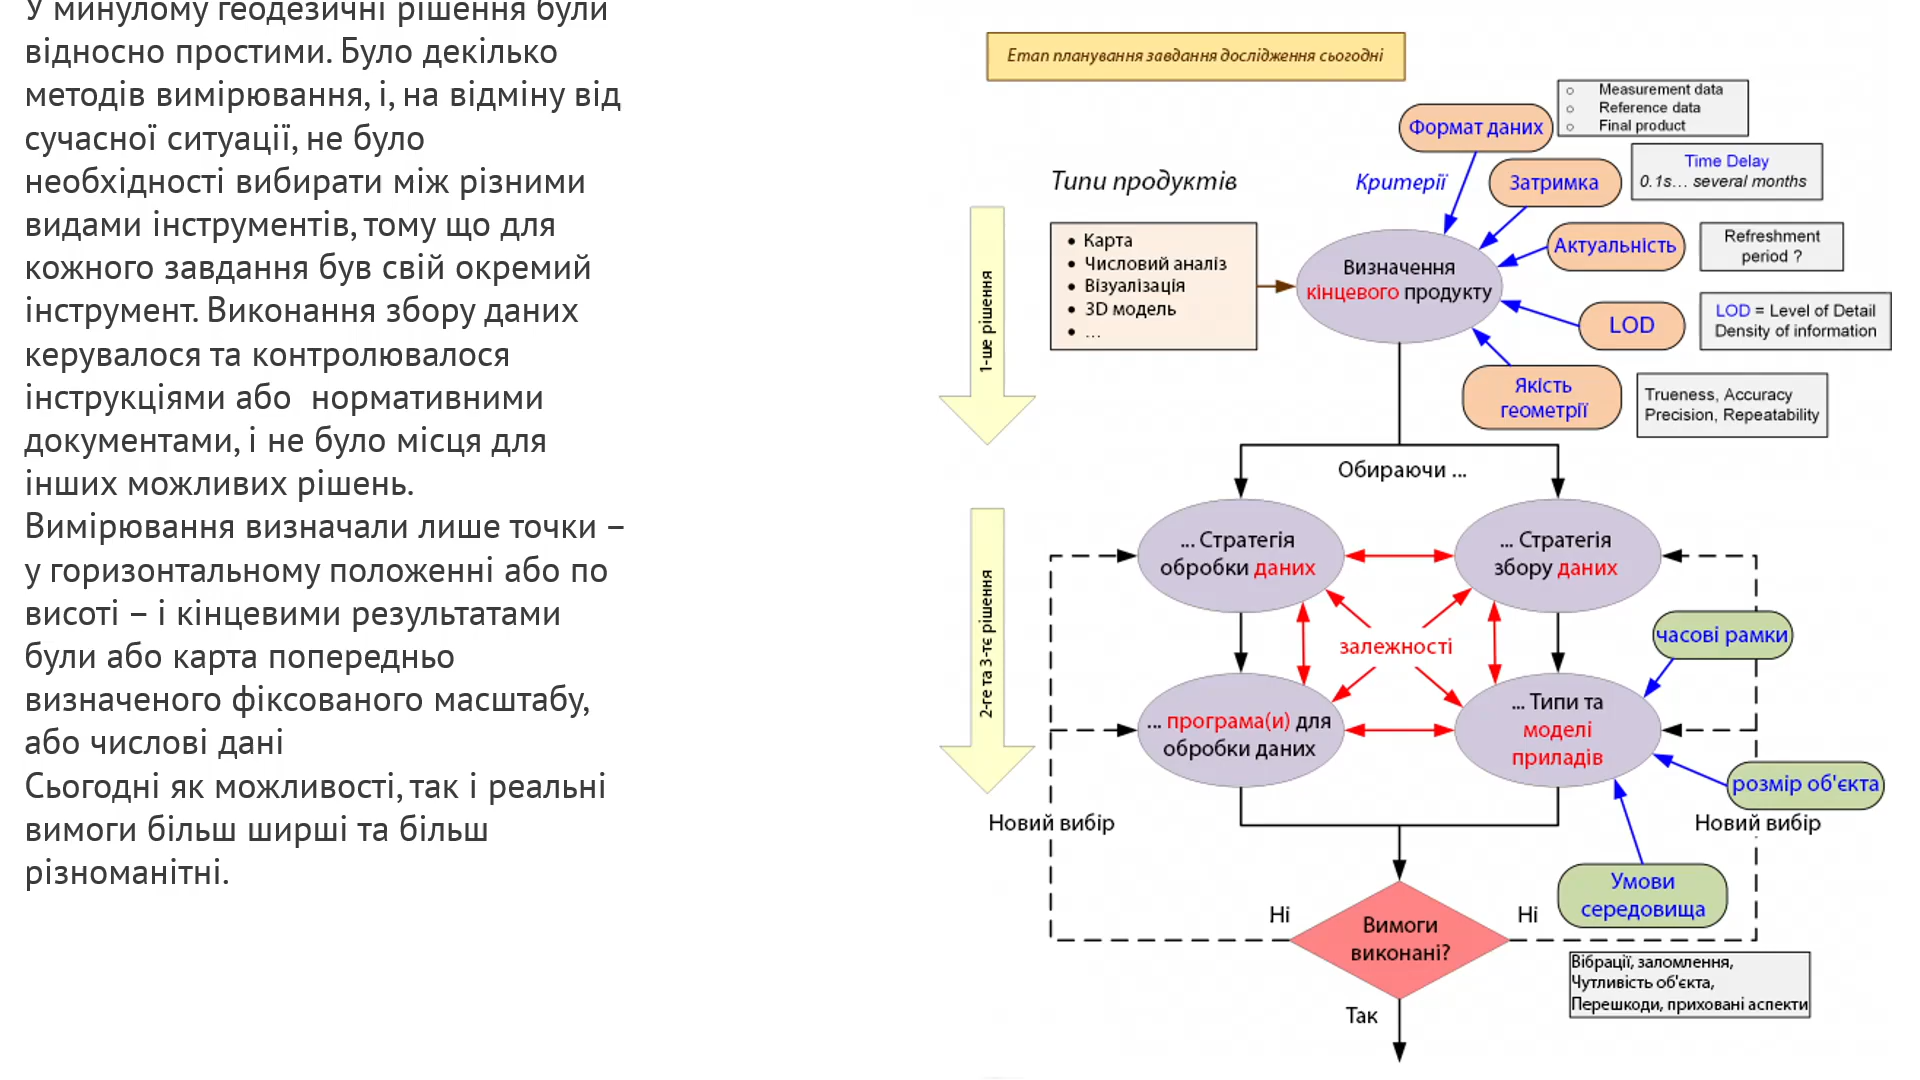 У минулому геодезичні рішення були
відносно простими. Було декілька
методів вимірювання, і, на відміну від
сучасної ситуації, не було
необхідності вибирати між різними
видами інструментів, тому що для
кожного завдання був свій окремий
інструмент. Виконання збору даних
керувалося та контролювалося
інструкціями або  нормативними
документами, і не було місця для
інших можливих рішень.
Вимірювання визначали лише точки –
у горизонтальному положенні або по
висоті – і кінцевими результатами
були або карта попередньо
визначеного фіксованого масштабу,
або числові дані
Сьогодні як можливості, так і реальні
вимоги більш ширші та більш
різноманітні.
Етап планування завдання дослідження сьогодні
Типи продуктів
• Карта
• Числовий аналіз
• Візуалізація
• 3D модель
• ...
Критерії
Формат даних
o Measurement data
o Reference data
o Final product
Затримка
Time Delay
0.1s... several months
Актуальність
Refreshment
period ?
LOD
LOD = Level of Detail
Density of information
Якість
геометрії
Trueness, Accuracy
Precision, Repeatability
Визначення
кінцевого продукту
1-ше рішення
Обираючи ...
2-ге та 3-тє рішення
... Стратегія
обробки даних
... Стратегія
збору даних
залежності
... програма(и) для
обробки даних
... Типи та
моделі
приладів
часові рамки
розмір об'єкта
Умови
середовища
Новий вибір
Новий вибір
Ні
Ні
Вимоги
виконані?
Так
Вібрації, заломлення,
Чутливість об'єкта,
Перешкоди, приховані аспекти